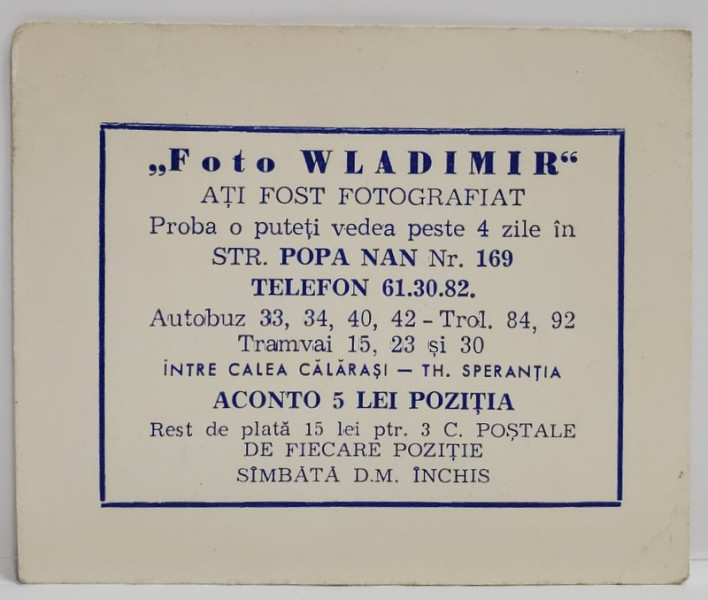 „Foto WLADIMIR“
AȚI FOST FOTOGRAFIAT
Proba o puteți vedea peste 4 zile în
STR. POPA NAN Nr. 169
TELEFON 61.30.82.
Autobuz 33, 34, 40, 42 – Trol. 84, 92
Tramvai 15, 23 și 30
ÎNTRE CALEA CĂLĂRAȘI — TH. SPERANȚIA
ACONTO 5 LEI POZIȚIA
Rest de plată 15 lei ptr. 3 C. POȘTALE
DE FIECARE POZIȚIE
SÎMBĂTĂ D.M. ÎNCHIS